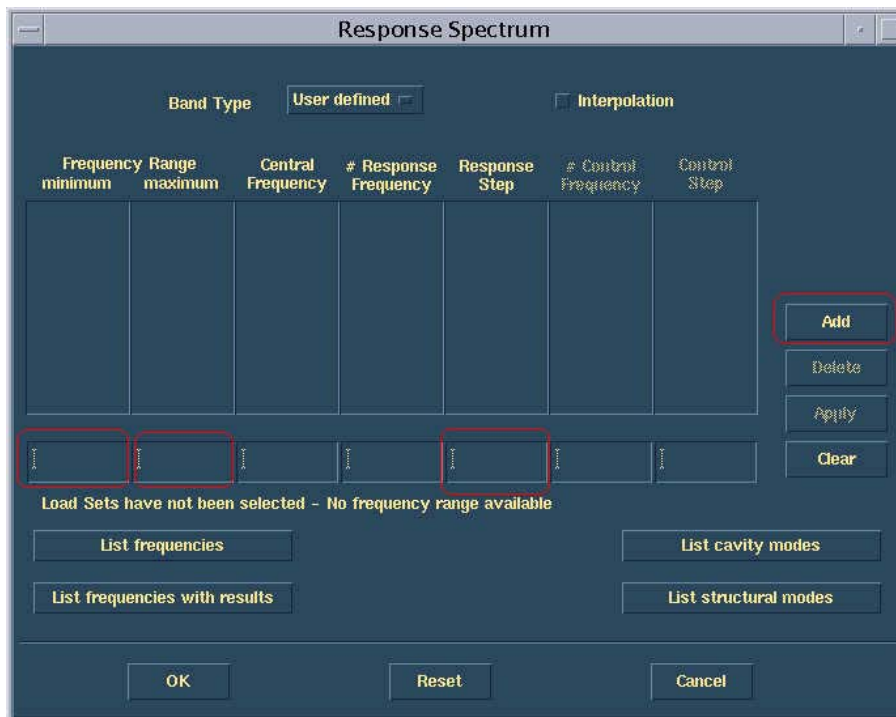 Response Spectrum
Band Type User defined Interpolation
Frequency Range Central # Response Response # Control Control
minimum maximum Frequency Frequency Step Frequency Step
Add
Delete
Apply
Clear
Load Sets have not been selected - No frequency range available
List frequencies List cavity modes
List frequencies with results List structural modes
OK Reset Cancel